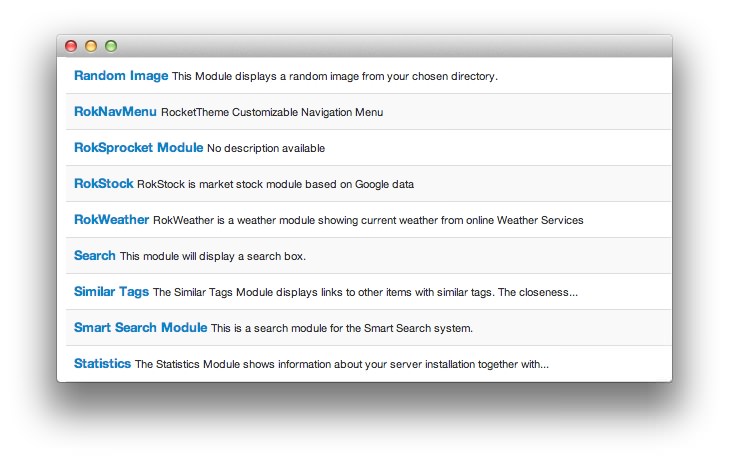 Random Image This Module displays a random image from your chosen directory.
RokNavMenu RocketTheme Customizable Navigation Menu
RokSprocket Module No description available
RokStock RokStock is market stock module based on Google data
RokWeather RokWeather is a weather module showing current weather from online Weather Services
Search This module will display a search box.
Similar Tags The Similar Tags Module displays links to other items with similar tags. The closeness...
Smart Search Module This is a search module for the Smart Search system.
Statistics The Statistics Module shows information about your server installation together with...